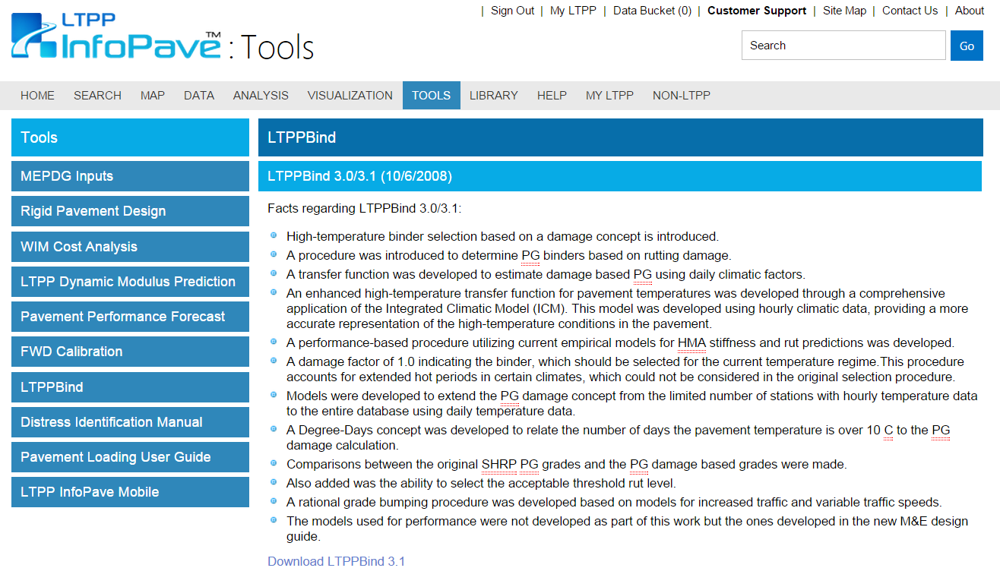 Sign Out | My LTPP | Data Bucket (0) | Customer Support | Site Map | Contact Us | About
LTPP
InfoPave™ : Tools
Search
Go
HOME SEARCH MAP DATA ANALYSIS VISUALIZATION TOOLS LIBRARY HELP MY LTPP NON-LTPP
Tools
MEPDG Inputs
Rigid Pavement Design
WIM Cost Analysis
LTPP Dynamic Modulus Prediction
Pavement Performance Forecast
FWD Calibration
LTPPBind
Distress Identification Manual
Pavement Loading User Guide
LTPP InfoPave Mobile
LTPPBind
LTPPBind 3.0/3.1 (10/6/2008)
Facts regarding LTPPBind 3.0/3.1:
High-temperature binder selection based on a damage concept is introduced.
A procedure was introduced to determine PG binders based on rutting damage.
A transfer function was developed to estimate damage based PG using daily climatic factors.
An enhanced high-temperature transfer function for pavement temperatures was developed through a comprehensive
application of the Integrated Climatic Model (ICM). This model was developed using hourly climatic data, providing a more
accurate representation of the high-temperature conditions in the pavement.
A performance-based procedure utilizing current empirical models for HMA stiffness and rut predictions was developed.
A damage factor of 1.0 indicating the binder, which should be selected for the current temperature regime.This procedure
accounts for extended hot periods in certain climates, which could not be considered in the original selection procedure.
Models were developed to extend the PG damage concept from the limited number of stations with hourly temperature data
to the entire database using daily temperature data.
A Degree-Days concept was developed to relate the number of days the pavement temperature is over 10 C to the PG
damage calculation.
Comparisons between the original SHRP PG grades and the PG damage based grades were made.
Also added was the ability to select the acceptable threshold rut level.
A rational grade bumping procedure was developed based on models for increased traffic and variable traffic speeds.
The models used for performance were not developed as part of this work but the ones developed in the new M&E design
guide.
Download LTPPBind 3.1